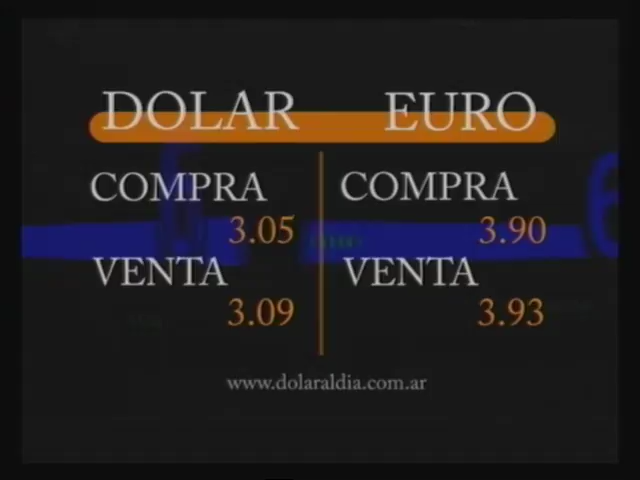 DOLAR EURO
COMPRA COMPRA
3.05 3.90
VENTA VENTA
3.09 3.93
www.dolaraldia.com.ar